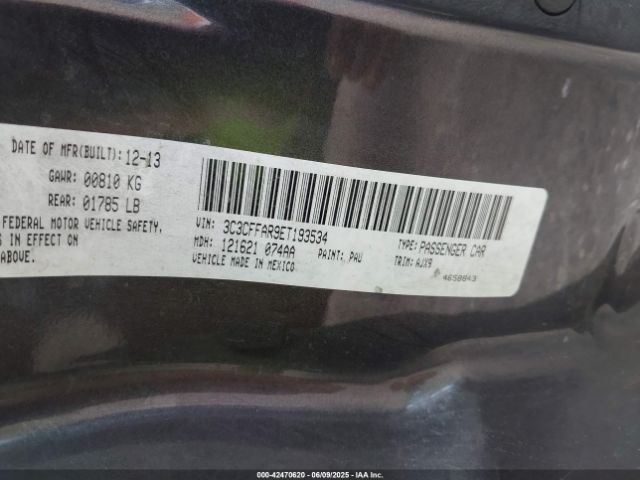 DATE OF MFR(BUILT): 12-13
GAWR: 00810 KG
REAR: 01785 LB
FEDERAL MOTOR VEHICLE SAFETY,
S IN EFFECT ON
ABOVE.
VIN: 3C3CFFAR9ET193534
MDH: 121621 074AA PAINT: PAU
VEHICLE MADE IN MEXICO
TYPE: PASSENGER CAR
TRIM: AJX9
4658843
000-42470620 - 06/09/2025 - IAA Inc.